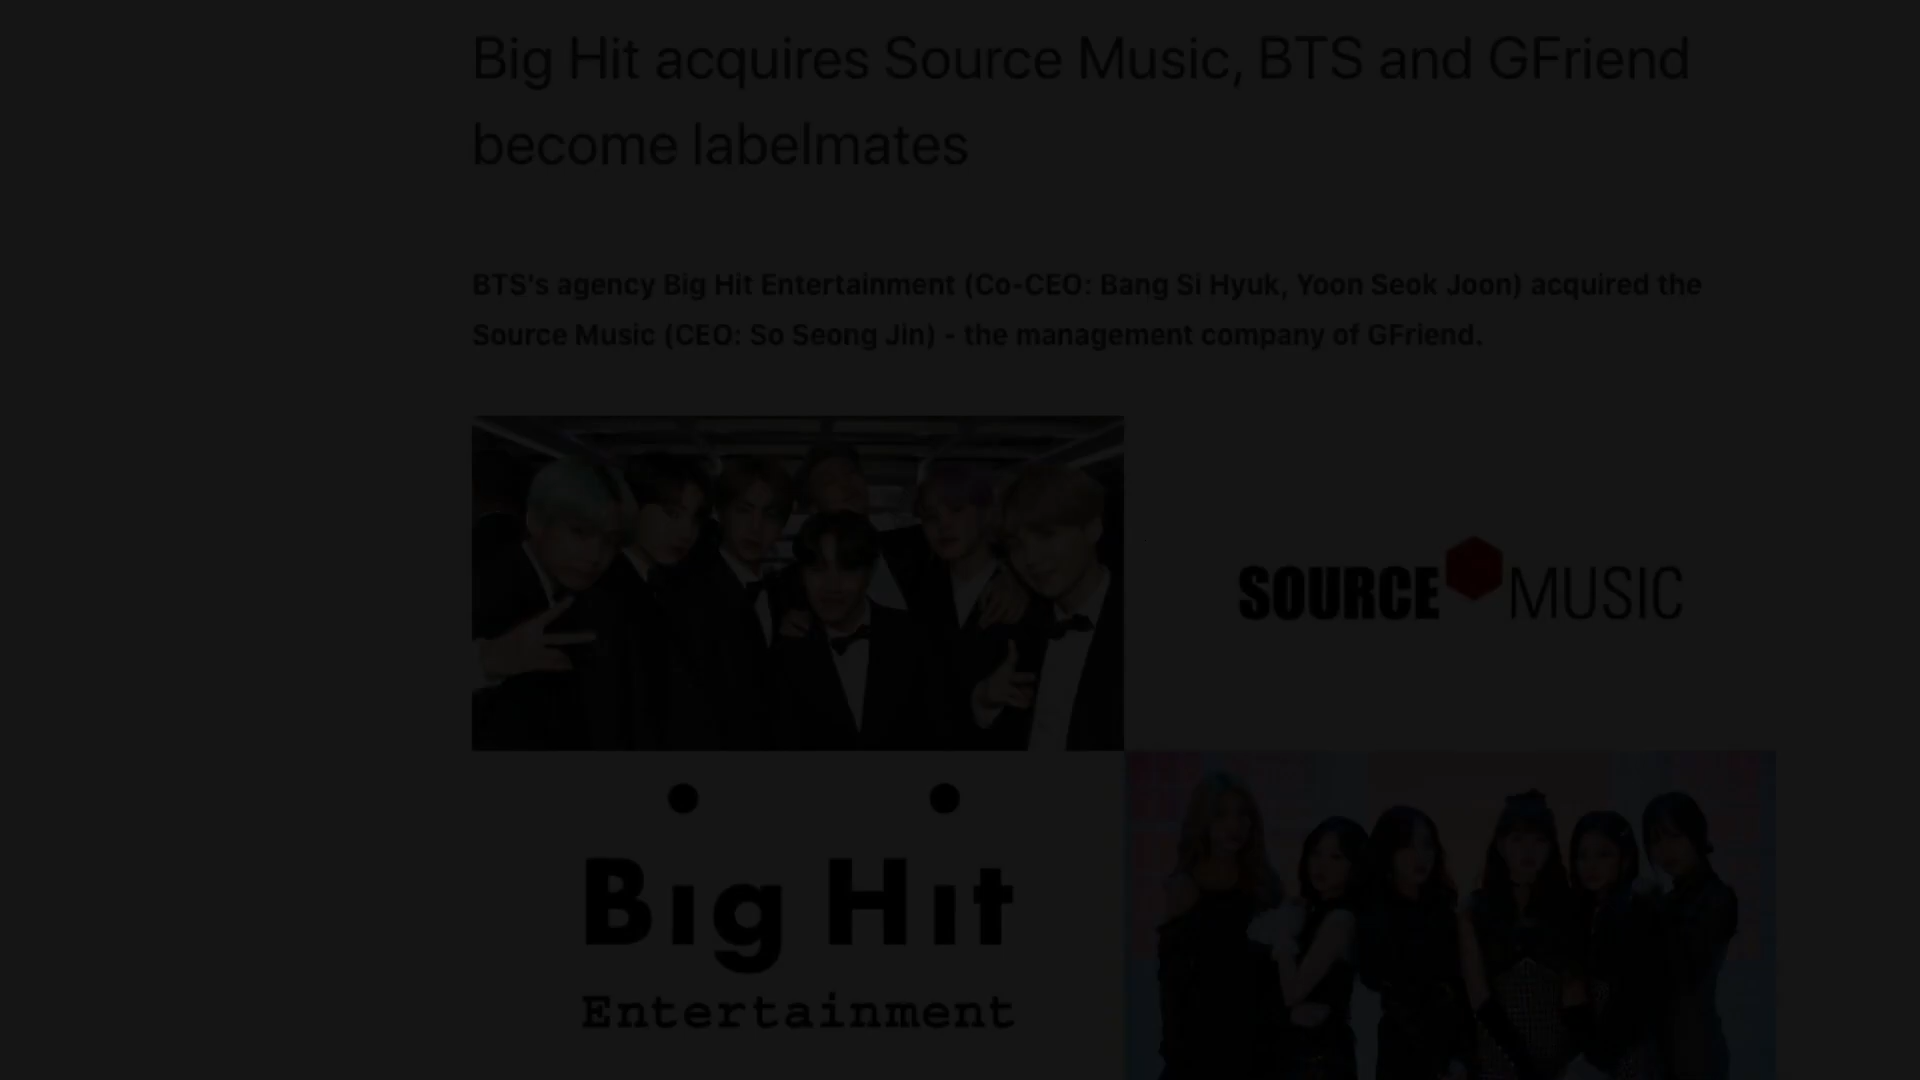 Big Hit acquires Source Music, BTS and GFriend
become labelmates
BTS's agency Big Hit Entertainment (Co-CEO: Bang Si Hyuk, Yoon Seok Joon) acquired the
Source Music (CEO: So Seong Jin) - the management company of GFriend.
SOURCE MUSIC
Big Hit
Entertainment